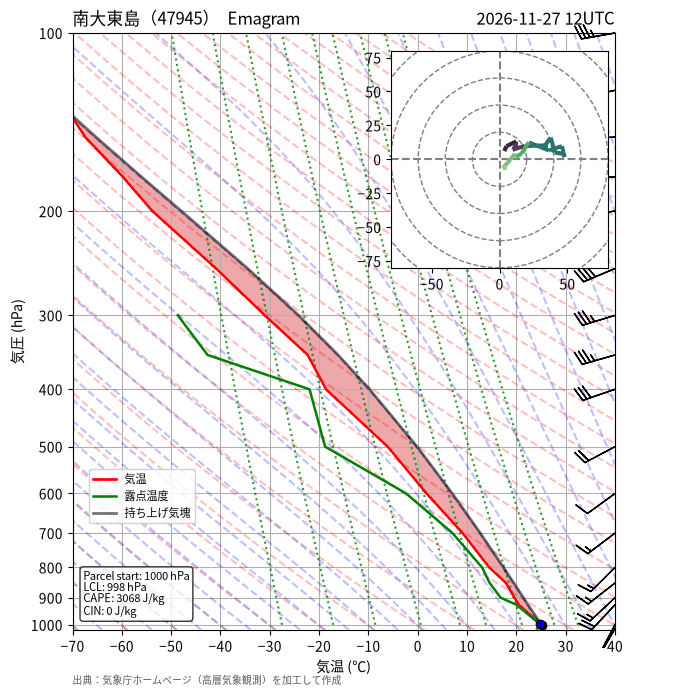 南大東島（47945） Emagram
2026-11-27 12UTC
100
200
300
400
500
600
700
800
900
1000
気圧 (hPa)
75
50
25
0
−25
−50
−75
−50
0
50
気温
露点温度
持ち上げ気塊
Parcel start: 1000 hPa
LCL: 998 hPa
CAPE: 3068 J/kg
CIN: 0 J/kg
−70
−60
−50
−40
−30
−20
−10
0
10
20
30
40
気温 (°C)
出典：気象庁ホームページ（高層気象観測）を加工して作成